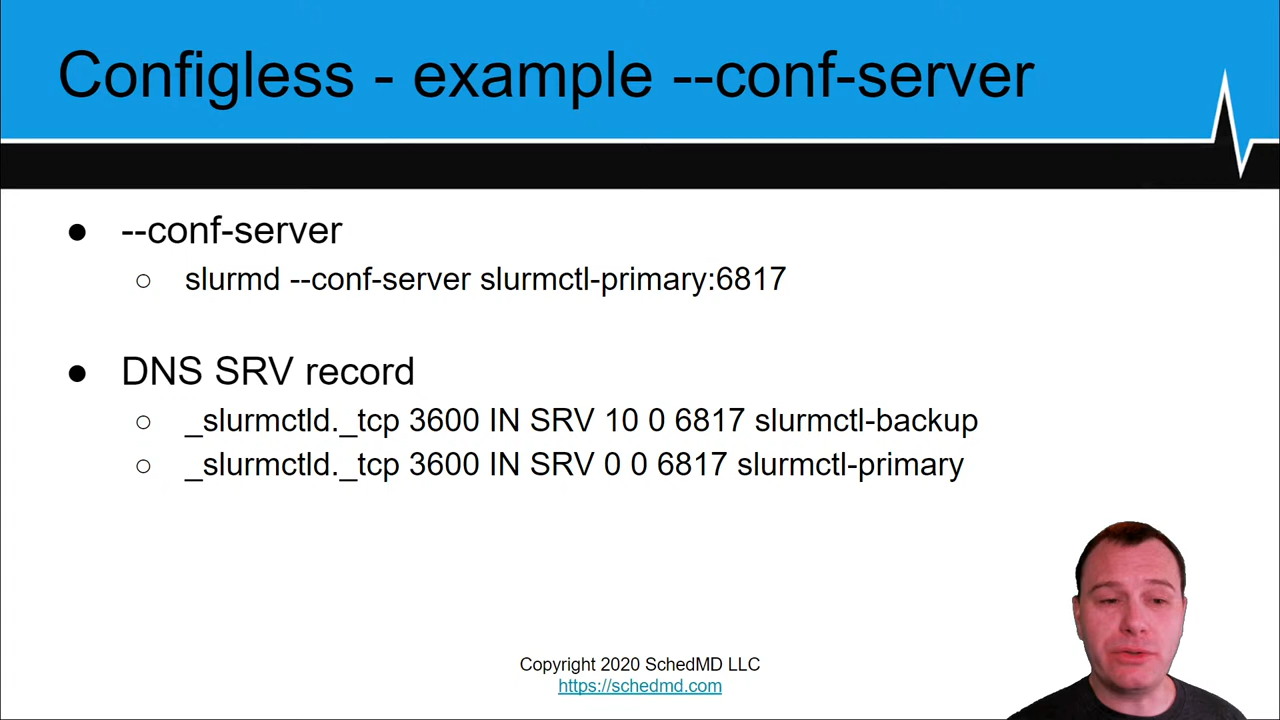 Configless - example --conf-server
● --conf-server
○ slurmd --conf-server slurmctl-primary:6817
● DNS SRV record
○ _slurmctld._tcp 3600 IN SRV 10 0 6817 slurmctl-backup
○ _slurmctld._tcp 3600 IN SRV 0 0 6817 slurmctl-primary
Copyright 2020 SchedMD LLC
https://schedmd.com